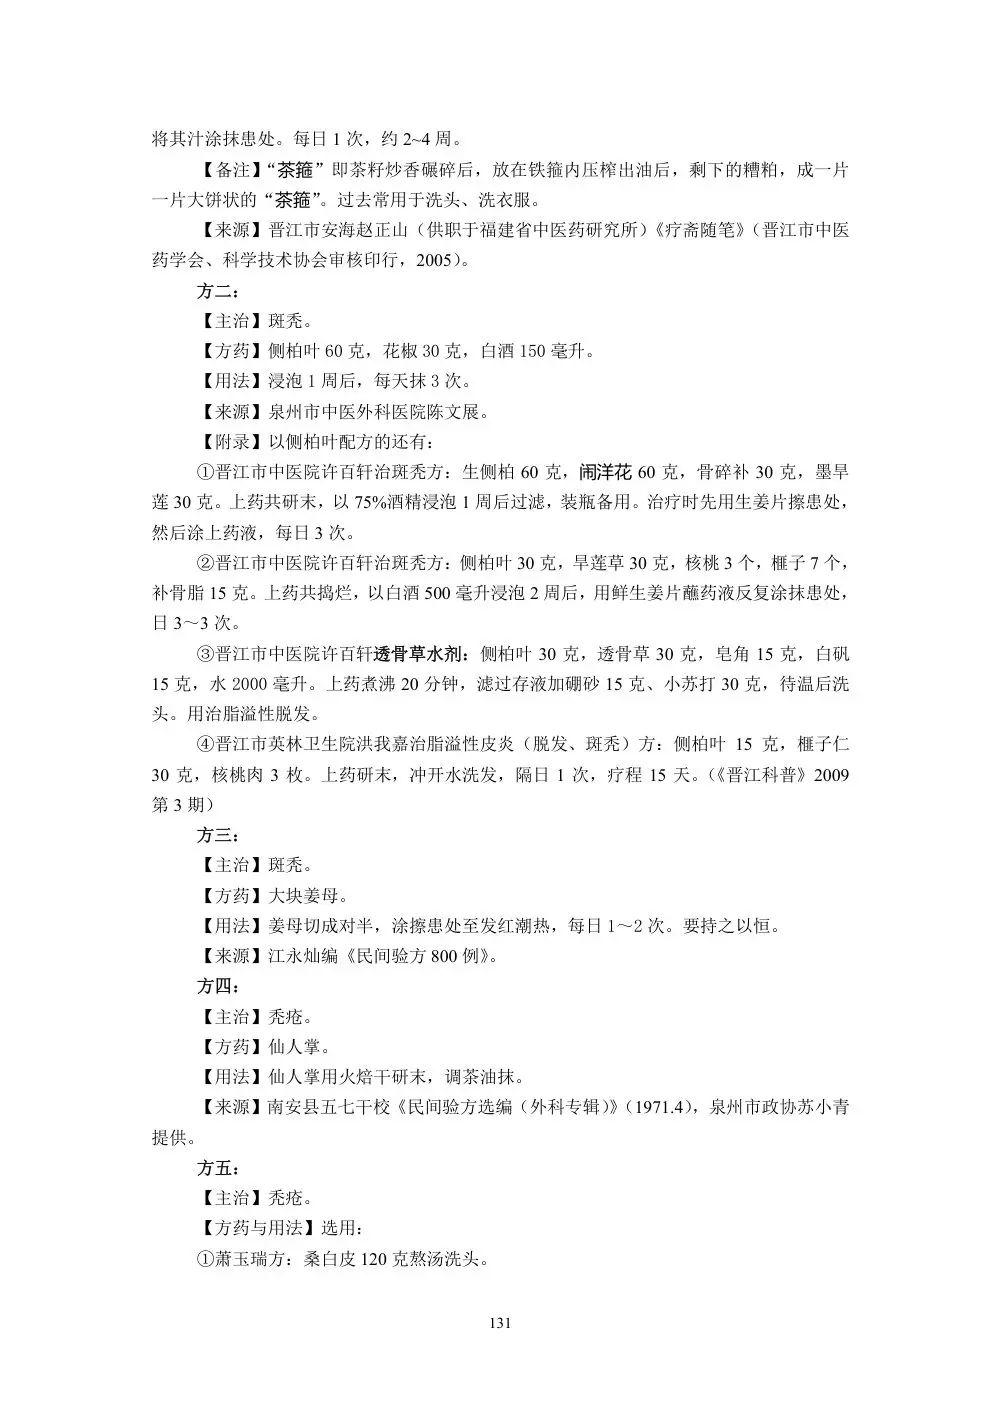 将其汁涂抹患处。每日 1 次，约 2~4 周。
【备注】“茶箍”即茶籽炒香碾碎后，放在铁箍内压榨出油后，剩下的糟粕，成一片
一片大饼状的“茶箍”。过去常用于洗头、洗衣服。
【来源】晋江市安海赵正山（供职于福建省中医药研究所）《疗斋随笔》（晋江市中医
药学会、科学技术协会审核印行，2005）。
方二：
【主治】斑秃。
【方药】侧柏叶 60 克，花椒 30 克，白酒 150 毫升。
【用法】浸泡 1 周后，每天抹 3 次。
【来源】泉州市中医外科医院陈文展。
【附录】以侧柏叶配方的还有：
①晋江市中医院许百轩治斑秃方：生侧柏 60 克，闹洋花 60 克，骨碎补 30 克，墨旱
莲 30 克。上药共研末，以 75%酒精浸泡 1 周后过滤，装瓶备用。治疗时先用生姜片擦患处，
然后涂上药液，每日 3 次。
②晋江市中医院许百轩治斑秃方：侧柏叶 30 克，旱莲草 30 克，核桃 3 个，榧子 7 个，
补骨脂 15 克。上药共捣烂，以白酒 500 毫升浸泡 2 周后，用鲜生姜片蘸药液反复涂抹患处，
日 3～3 次。
③晋江市中医院许百轩透骨草水剂：侧柏叶 30 克，透骨草 30 克，皂角 15 克，白矾
15 克，水 2000 毫升。上药煮沸 20 分钟，滤过存液加硼砂 15 克、小苏打 30 克，待温后洗
头。用治脂溢性脱发。
④晋江市英林卫生院洪我嘉治脂溢性皮炎（脱发、斑秃）方：侧柏叶 15 克，榧子仁
30 克，核桃肉 3 枚。上药研末，冲开水洗发，隔日 1 次，疗程 15 天。（《晋江科普》2009
第 3 期）
方三：
【主治】斑秃。
【方药】大块姜母。
【用法】姜母切成对半，涂擦患处至发红潮热，每日 1～2 次。要持之以恒。
【来源】江永灿编《民间验方 800 例》。
方四：
【主治】秃疮。
【方药】仙人掌。
【用法】仙人掌用火焙干研末，调茶油抹。
【来源】南安县五七干校《民间验方选编（外科专辑）》（1971.4），泉州市政协苏小青
提供。
方五：
【主治】秃疮。
【方药与用法】选用：
①萧玉瑞方：桑白皮 120 克熬汤洗头。
131